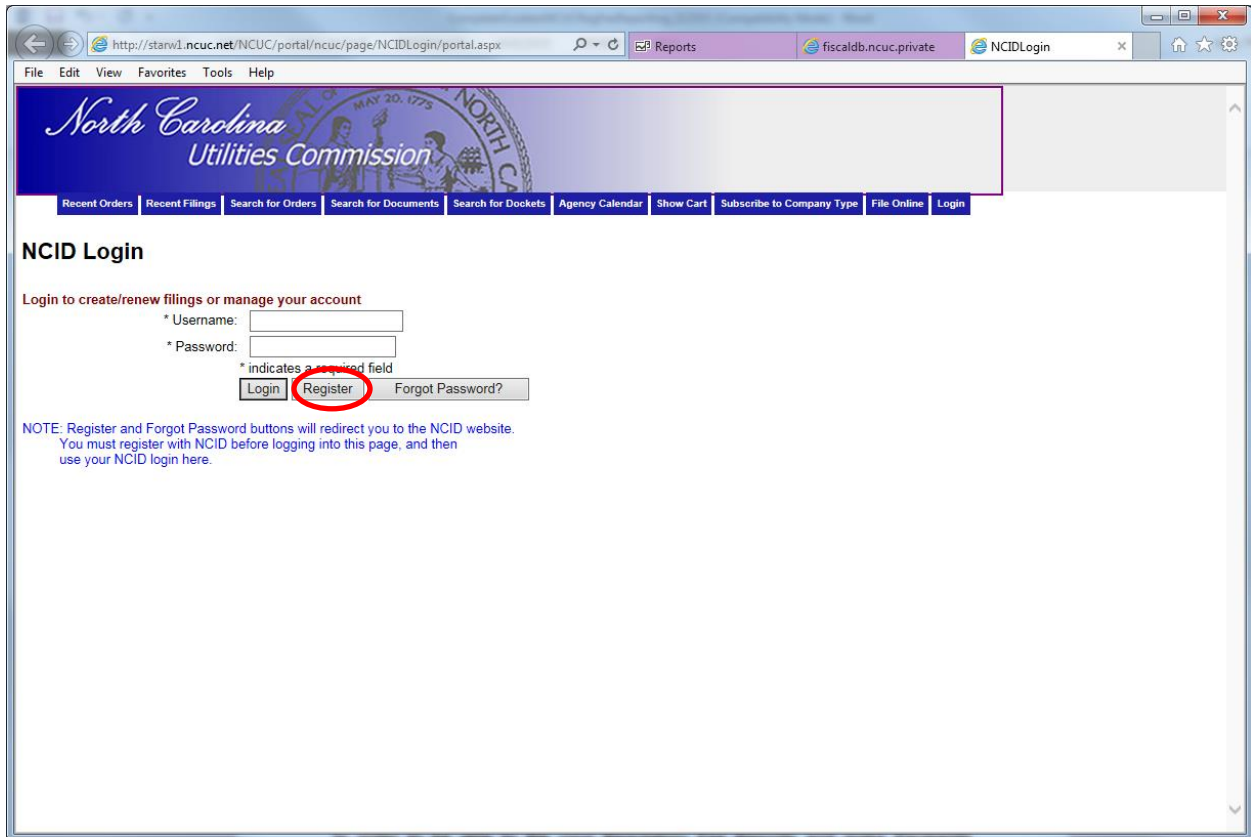 http://starw1.ncuc.net/NCUC/portal/ncuc/page/NCIDLogin/portal.aspx
Reports
fiscaldb.ncuc.private
NCIDLogin
File Edit View Favorites Tools Help
North Carolina
Utilities Commission
MAY 20, 1775
Recent Orders Recent Filings Search for Orders Search for Documents Search for Dockets Agency Calendar Show Cart Subscribe to Company Type File Online Login
NCID Login
Login to create/renew filings or manage your account
* Username:
* Password:
* indicates a required field
Login Register Forgot Password?
NOTE: Register and Forgot Password buttons will redirect you to the NCID website.
You must register with NCID before logging into this page, and then
use your NCID login here.